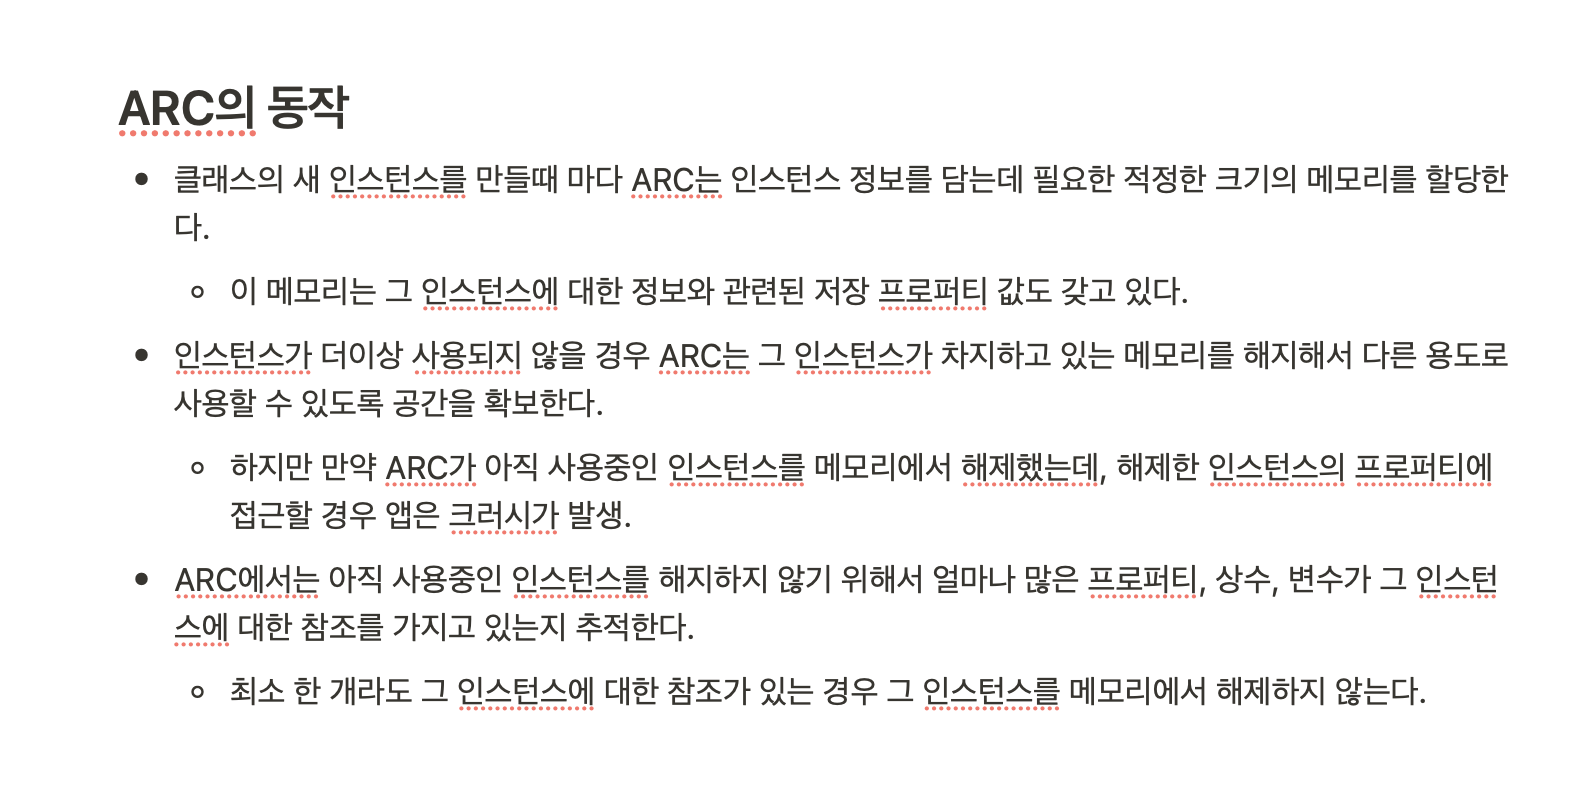 ARC의 동작
클래스의 새 인스턴스를 만들때 마다 ARC는 인스턴스 정보를 담는데 필요한 적정한 크기의 메모리를 할당한
다.
이 메모리는 그 인스턴스에 대한 정보와 관련된 저장 프로퍼티 값도 갖고 있다.
인스턴스가 더이상 사용되지 않을 경우 ARC는 그 인스턴스가 차지하고 있는 메모리를 해지해서 다른 용도로
사용할 수 있도록 공간을 확보한다.
하지만 만약 ARC가 아직 사용중인 인스턴스를 메모리에서 해제했는데, 해제한 인스턴스의 프로퍼티에
접근할 경우 앱은 크러시가 발생.
ARC에서는 아직 사용중인 인스턴스를 해지하지 않기 위해서 얼마나 많은 프로퍼티, 상수, 변수가 그 인스턴
스에 대한 참조를 가지고 있는지 추적한다.
최소 한 개라도 그 인스턴스에 대한 참조가 있는 경우 그 인스턴스를 메모리에서 해제하지 않는다.